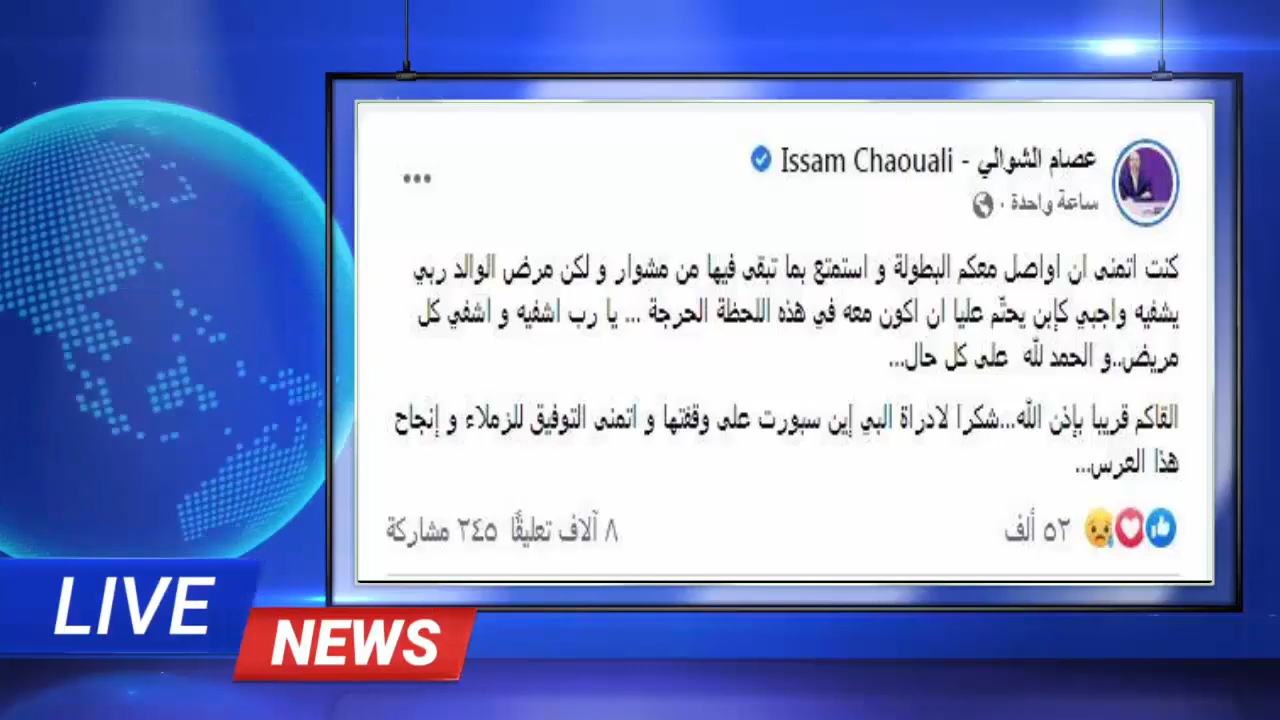 عصام الشوالي - Issam Chaouali
ساعة واحدة ·
كنت اتمنى ان اواصل معكم البطولة و استمتع بما تبقى فيها من مشوار و لكن مرض الوالد ربي
يشفيه واجبي كإبن يحتّم عليا ان اكون معه في هذه اللحظة الحرجة ... يا رب اشفيه و اشفي كل
مريض..و الحمد لله على كل حال...
القاكم قريبا بإذن الله...شكرا لادراة البي إين سبورت على وقفتها و اتمنى التوفيق للزملاء و إنجاح
هذا العرس...
٥٢ ألف ٨ آلاف تعليقًا ٢٤٥ مشاركة
LIVE
NEWS